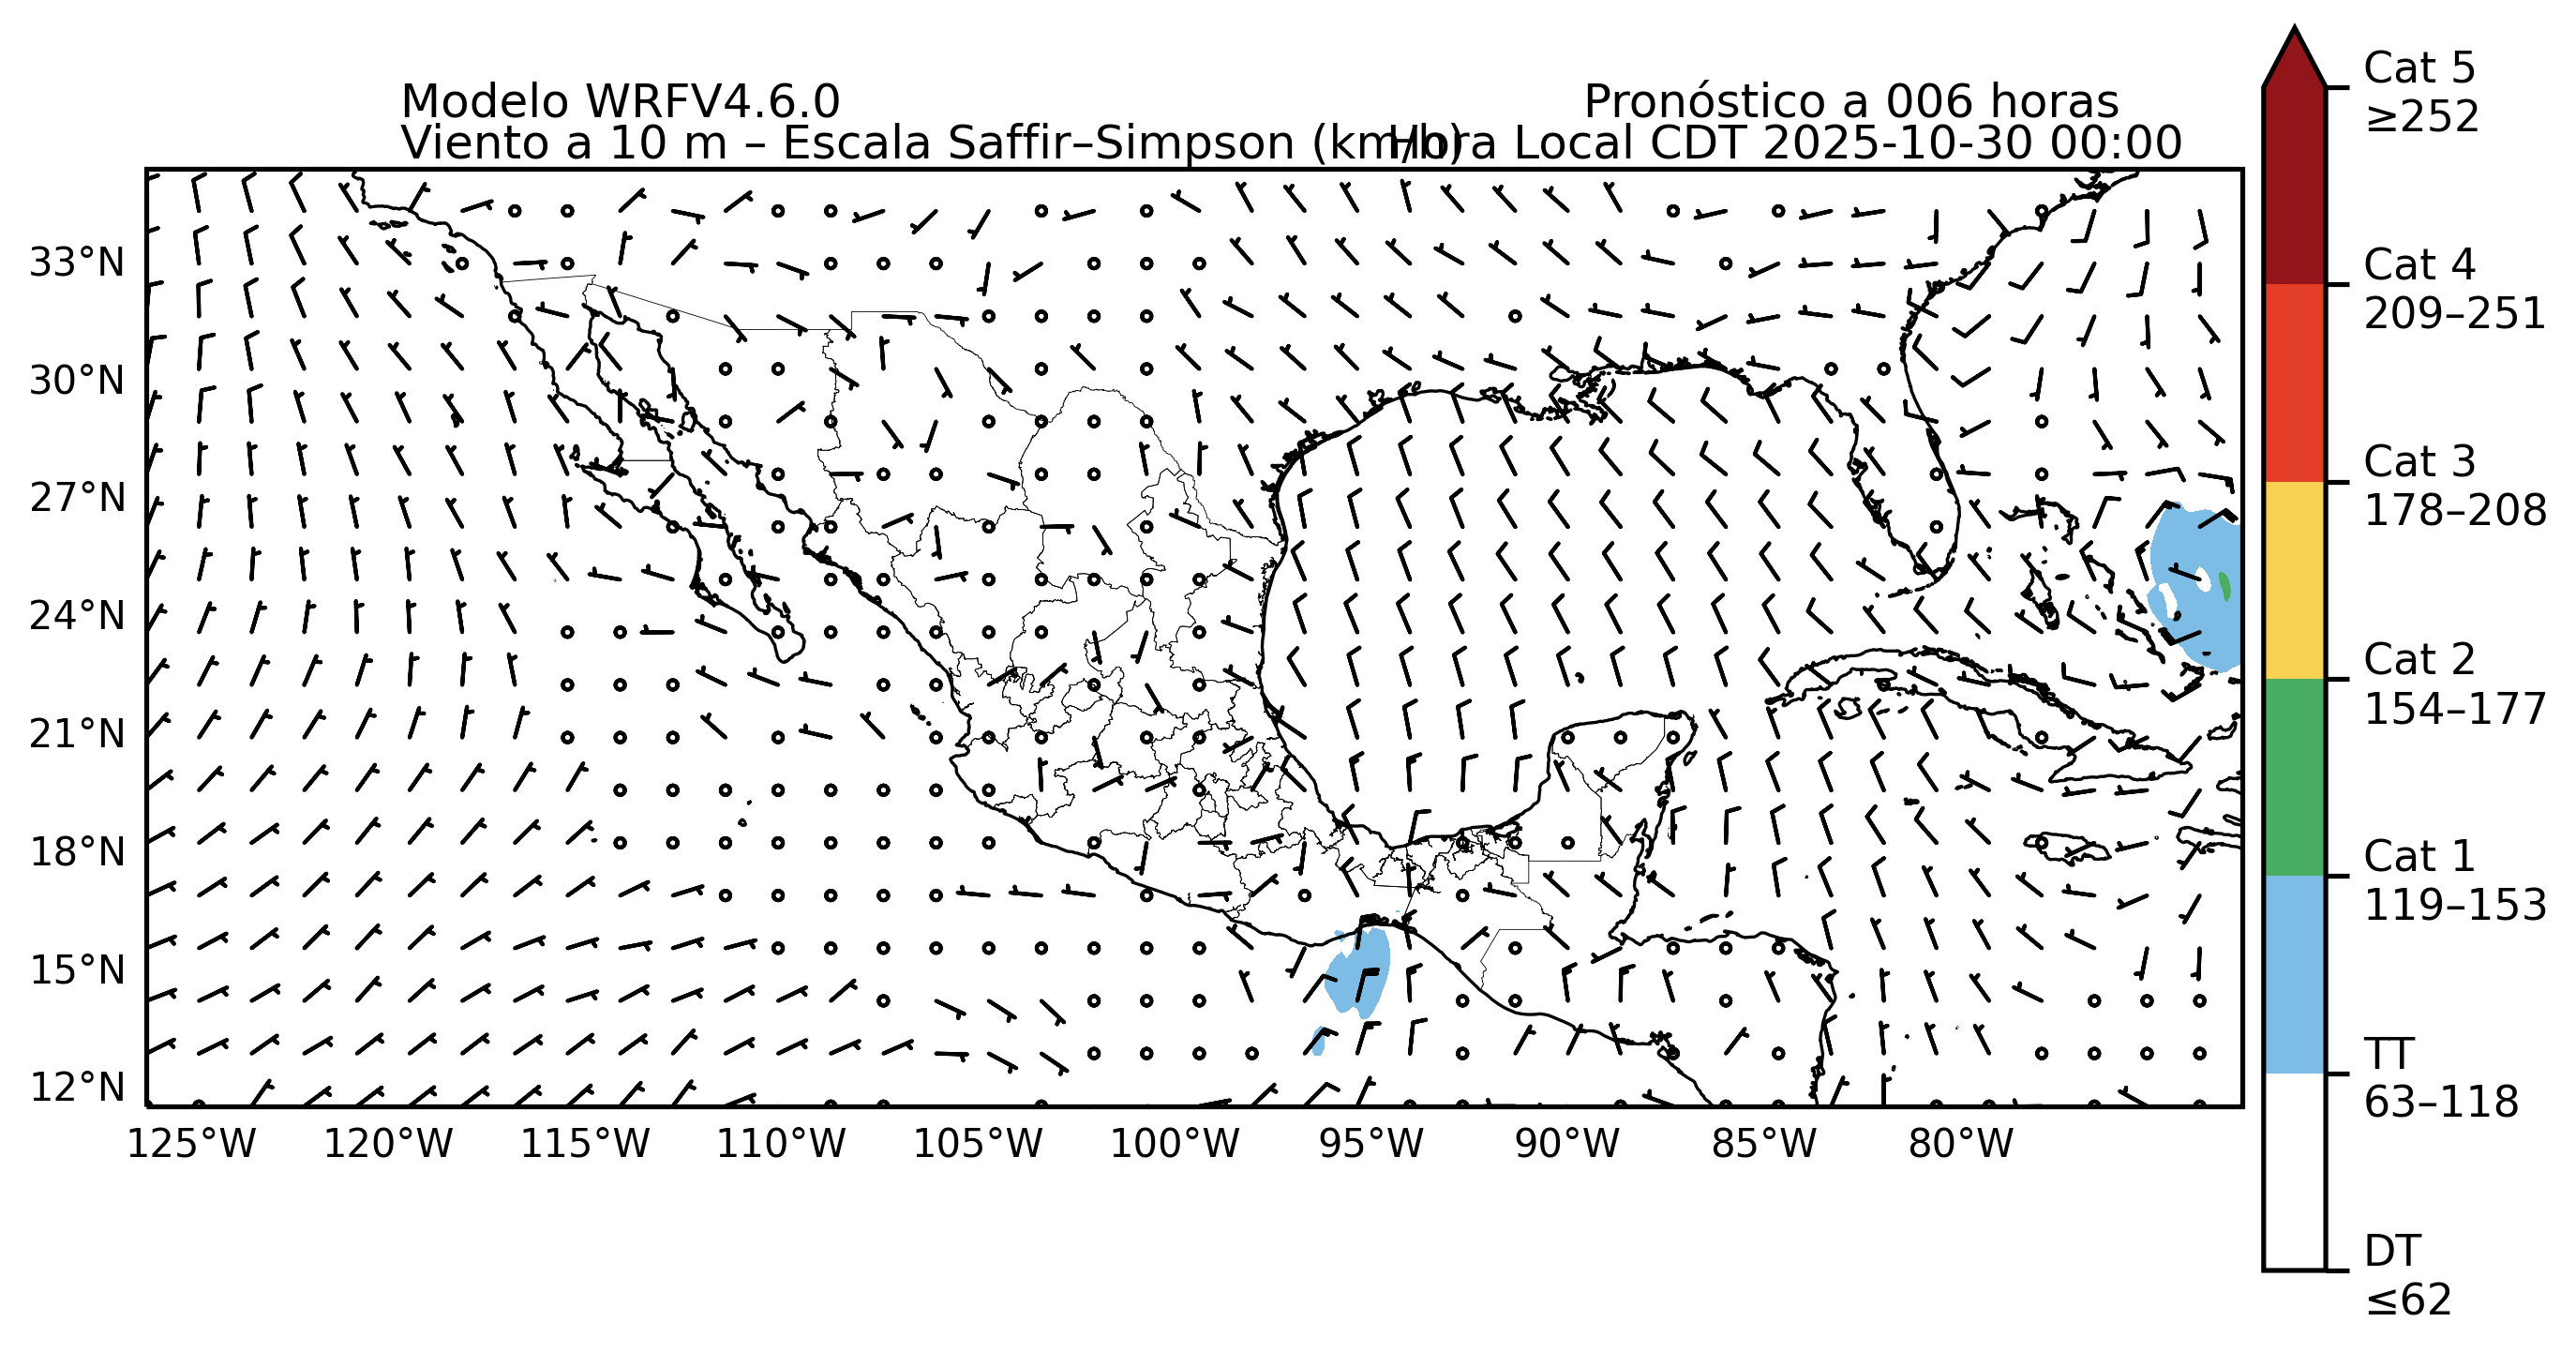 Modelo WRFV4.6.0
Pronóstico a 006 horas
Viento a 10 m – Escala Saffir–Simpson (km/h)
Hora Local CDT 2025-10-30 00:00
33°N
30°N
27°N
24°N
21°N
18°N
15°N
12°N
125°W
120°W
115°W
110°W
105°W
100°W
95°W
90°W
85°W
80°W
Cat 5
≥252
Cat 4
209–251
Cat 3
178–208
Cat 2
154–177
Cat 1
119–153
TT
63–118
DT
≤62